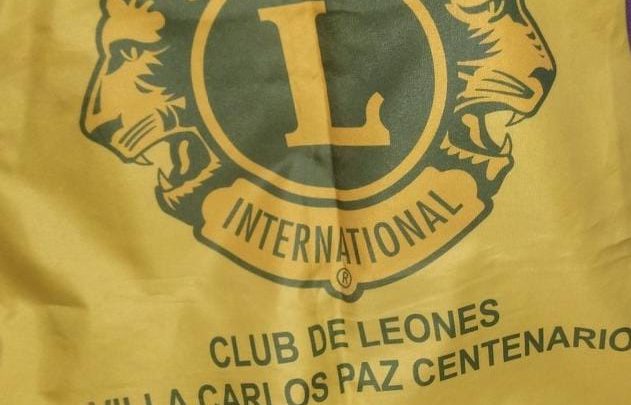 L
INTERNATIONAL
®
CLUB DE LEONES
VILLA CARLOS PAZ CENTENARIO